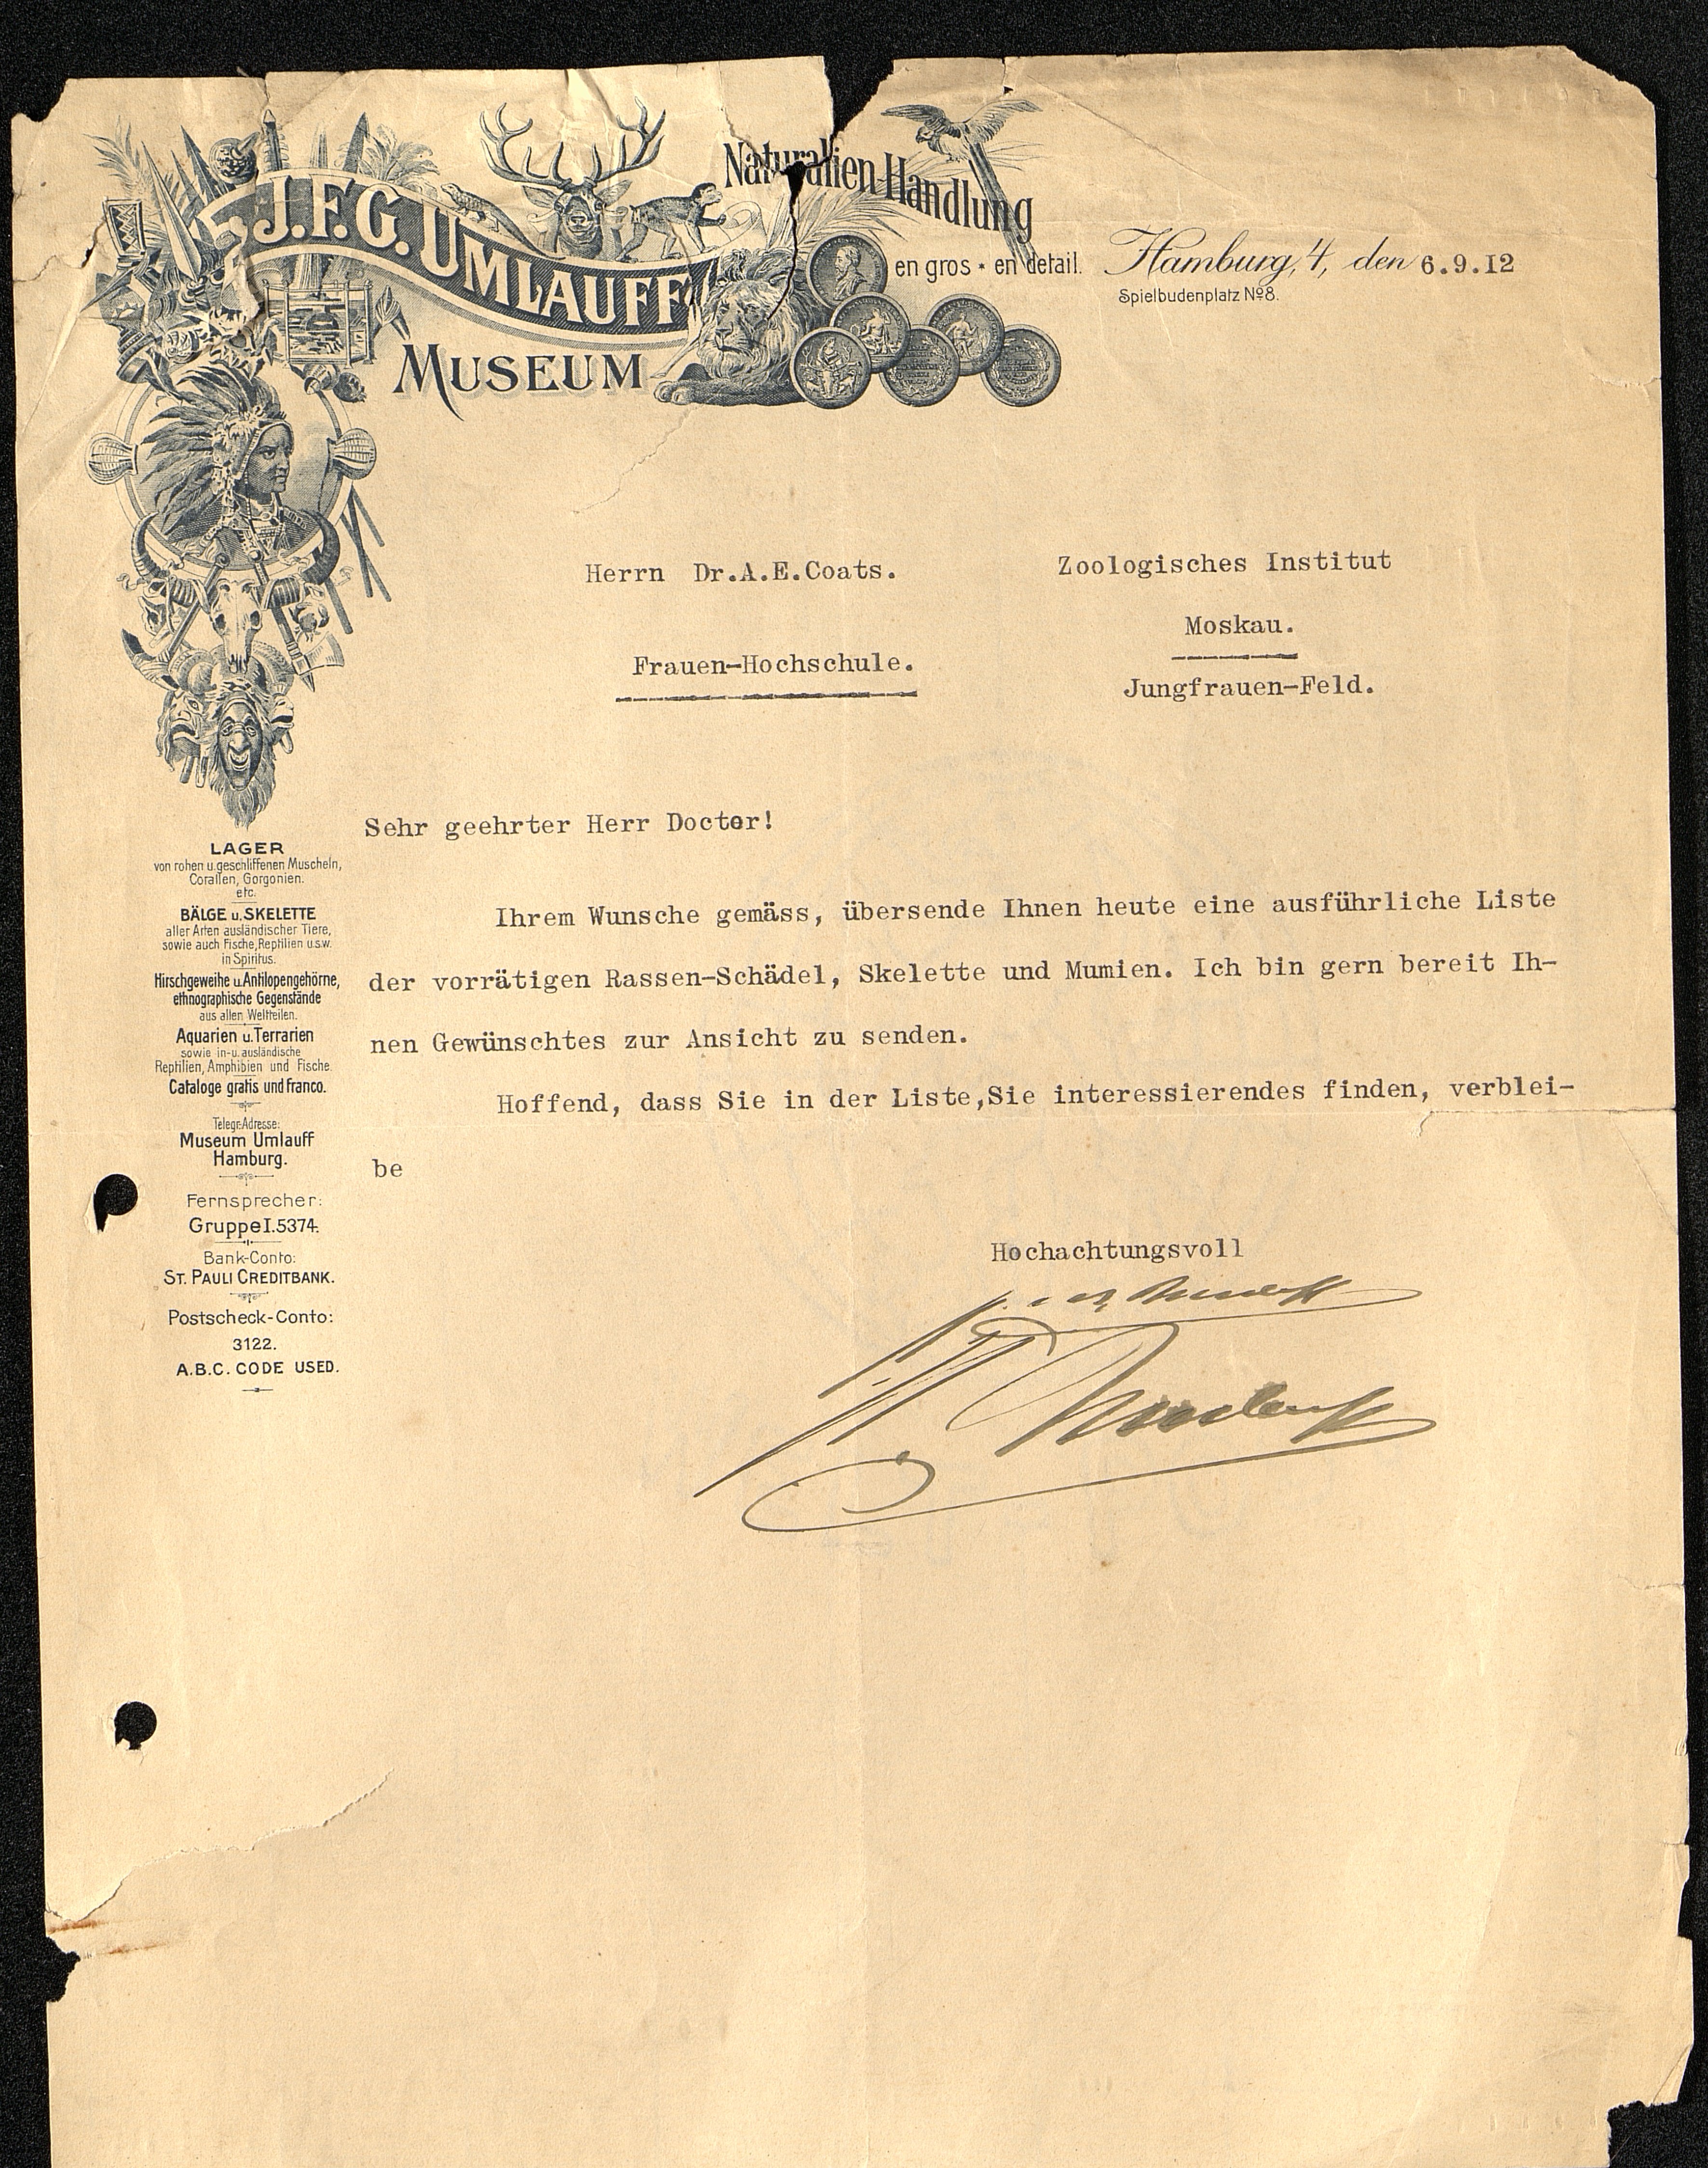 J.F.G. UMLAUFF
MUSEUM
Naturalien-Handlung
en gros * en detail.
Hamburg, 4, den 6.9.12
Spielbudenplatz No 8.
Herrn Dr.A.E.Coats.
Frauen-Hochschule.
Zoologisches Institut
Moskau.
Jungfrauen-Feld.
Sehr geehrter Herr Doctor!
Ihrem Wunsche gemäss, übersende Ihnen heute eine ausführliche Liste
der vorrätigen Rassen-Schädel, Skelette und Mumien. Ich bin gern bereit Ih-
nen Gewünschtes zur Ansicht zu senden.
Hoffend, dass Sie in der Liste,Sie interessierendes finden, verblei-
be
Hochachtungsvoll
LAGER
von rohen u.geschliffenen Muscheln,
Corallen, Gorgonien.
etc.
BÄLGE u.SKELETTE
aller Arten ausländischer Tiere,
sowie auch Fische,Reptilien u.s.w.
in Spiritus.
Hirschgeweihe u.Antilopengehörne,
ethnographische Gegenstände
aus allen Weltteilen.
Aquarien u.Terrarien
sowie in-u.ausländische
Reptilien, Amphibien und Fische.
Cataloge gratis und franco.
Telegr.Adresse:
Museum Umlauff
Hamburg.
Fernsprecher:
Gruppe I.5374.
Bank-Conto:
ST. PAULI CREDITBANK.
Postscheck-Conto:
3122.
A.B.C. CODE USED.